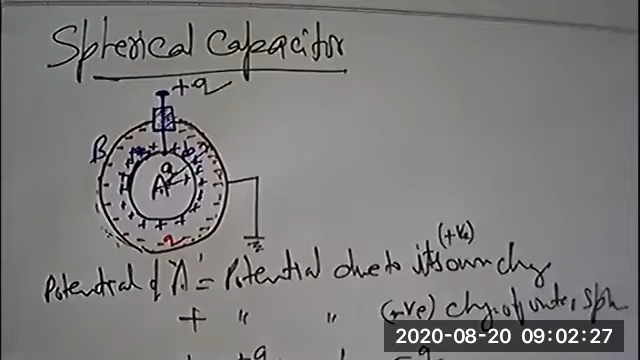 Spherical Capacitor
+q
B
b
a
A
q
(+ve)
Potential of 'A' = Potential due to its own chg
+ " " (-ve) chg. of outer sph
+q -q
2020-08-20 09:02:27